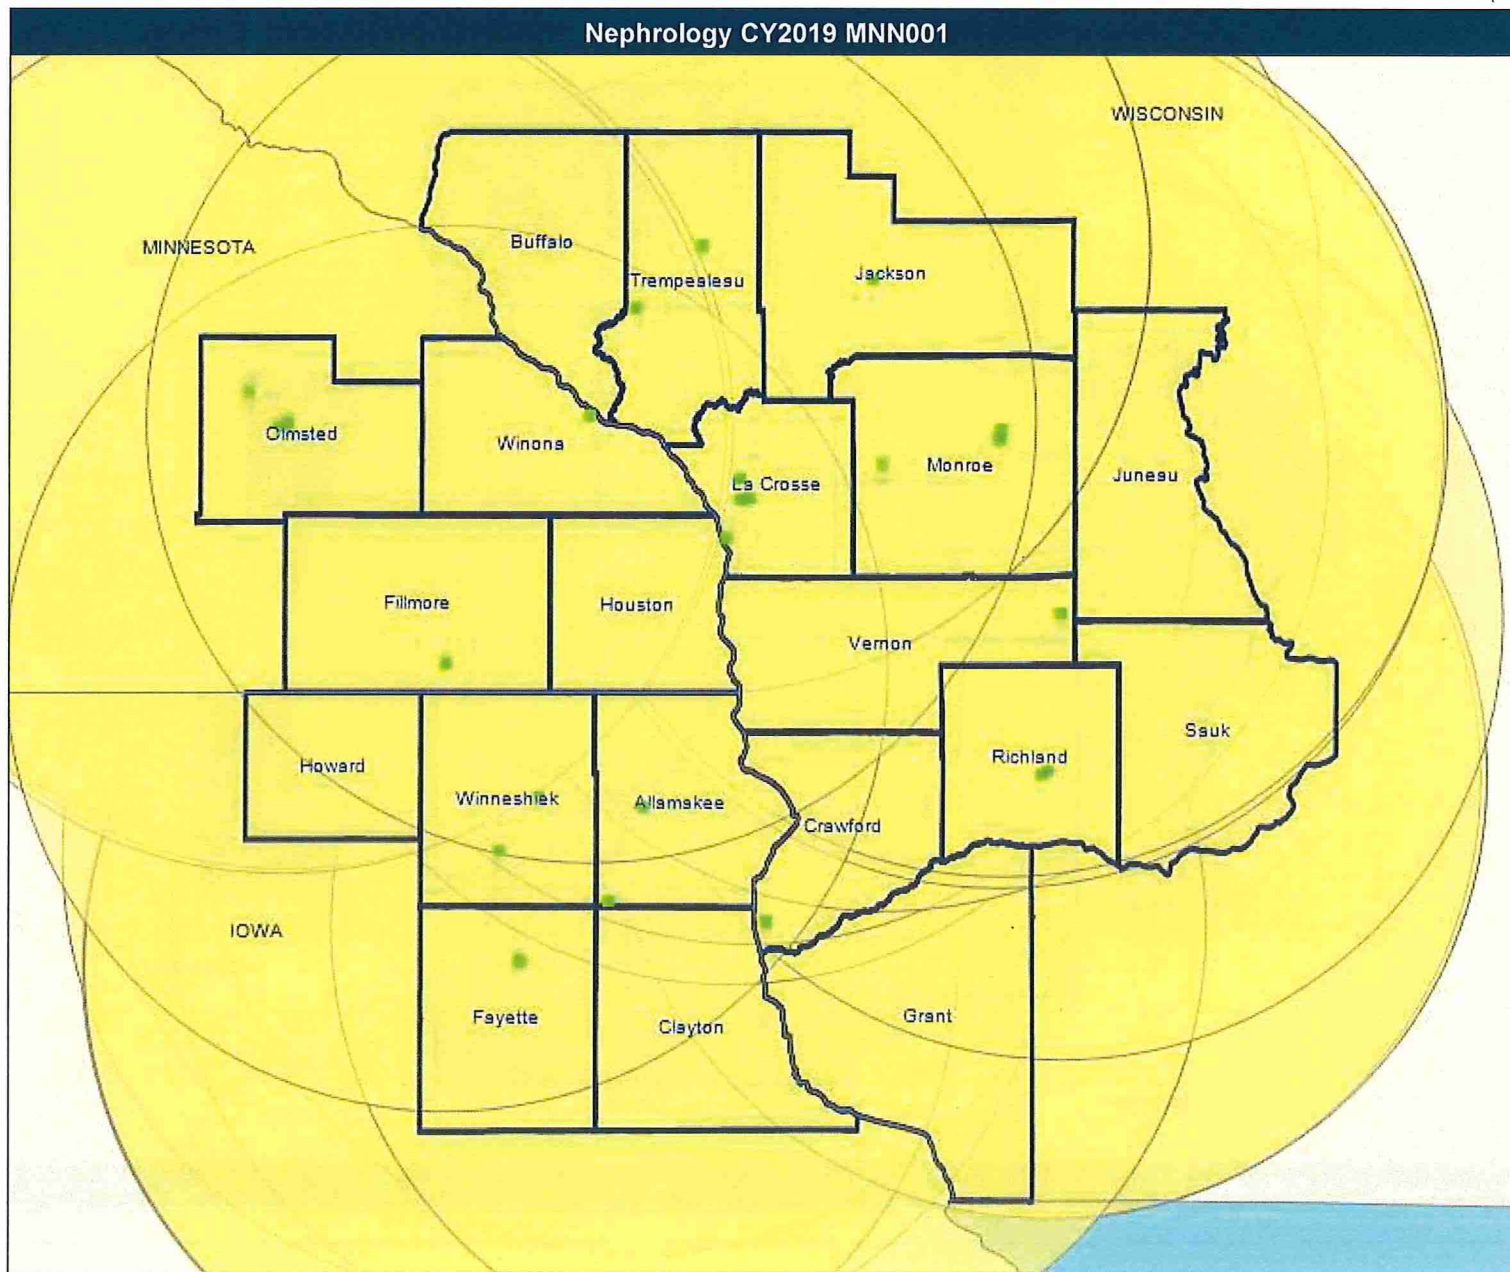 Nephrology CY2019 MNN001
WISCONSIN
MINNESOTA
Buffalo
Trempealeau
Jackson
Olmsted
Winona
La Crosse
Monroe
Juneau
Fillmore
Houston
Vernon
Sauk
Richland
Howard
Winneshiek
Allamakee
Crawford
IOWA
Fayette
Clayton
Grant